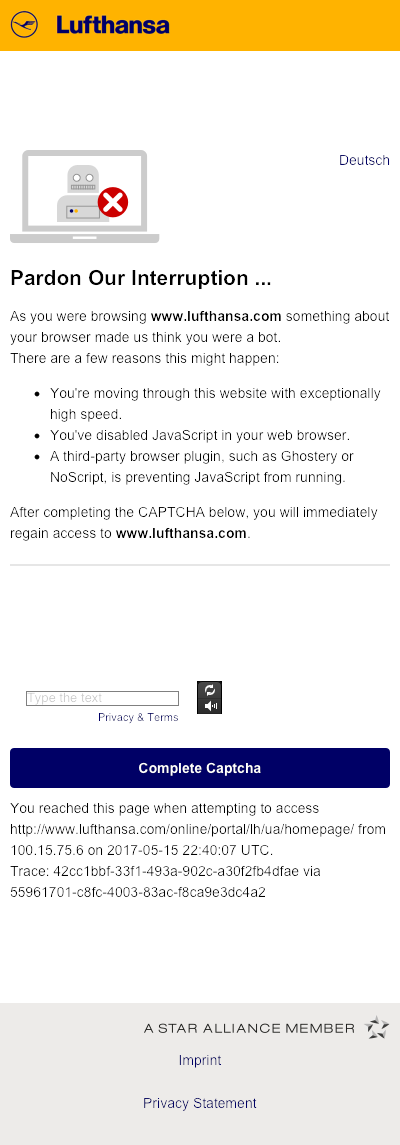 Lufthansa
Deutsch
Pardon Our Interruption ...
As you were browsing www.lufthansa.com something about
your browser made us think you were a bot.
There are a few reasons this might happen:
• You're moving through this website with exceptionally
high speed.
• You've disabled JavaScript in your web browser.
• A third-party browser plugin, such as Ghostery or
NoScript, is preventing JavaScript from running.
After completing the CAPTCHA below, you will immediately
regain access to www.lufthansa.com.
Type the text
Privacy & Terms
Complete Captcha
You reached this page when attempting to access
http://www.lufthansa.com/online/portal/lh/ua/homepage/ from
100.15.75.6 on 2017-05-15 22:40:07 UTC.
Trace: 42cc1bbf-33f1-493a-902c-a30f2fb4dfae via
55961701-c8fc-4003-83ac-f8ca9e3dc4a2
A STAR ALLIANCE MEMBER
Imprint
Privacy Statement